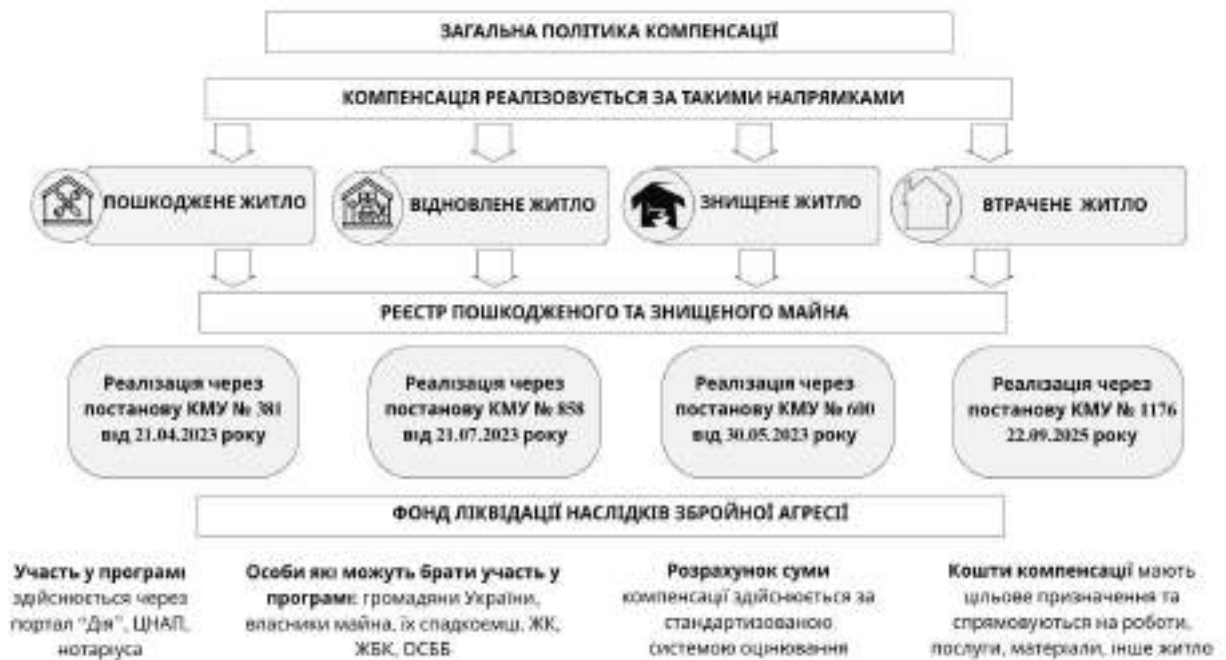 ЗАГАЛЬНА ПОЛІТИКА КОМПЕНСАЦІЇ
КОМПЕНСАЦІЯ РЕАЛІЗОВУЄТЬСЯ ЗА ТАКИМИ НАПРЯМКАМИ
ПОШКОДЖЕНЕ ЖИТЛО
ВІДНОВЛЕНЕ ЖИТЛО
ЗНИЩЕНЕ ЖИТЛО
ВТРАЧЕНЕ ЖИТЛО
РЕЄСТР ПОШКОДЖЕНОГО ТА ЗНИЩЕНОГО МАЙНА
Реалізація через
постанову КМУ № 381
від 21.04.2023 року
Реалізація через
постанову КМУ № 858
від 21.07.2023 року
Реалізація через
постанову КМУ № 600
від 30.05.2023 року
Реалізація через
постанову КМУ № 1176
22.09.2025 року
ФОНД ЛІКВІДАЦІЇ НАСЛІДКІВ ЗБРОЙНОЇ АГРЕСІЇ
Участь у програмі
здійснюється через
портал "Дія", ЦНАП,
нотаріуса
Особи які можуть брати участь у
програмі: громадяни України,
власники майна, їх спадкоємці, ЖК,
ЖБК, ОСББ
Розрахунок суми
компенсації здійснюється за
стандартизованою
системою оцінювання
Кошти компенсації мають
цільове призначення та
спрямовуються на роботи,
послуги, матеріали, інше житло